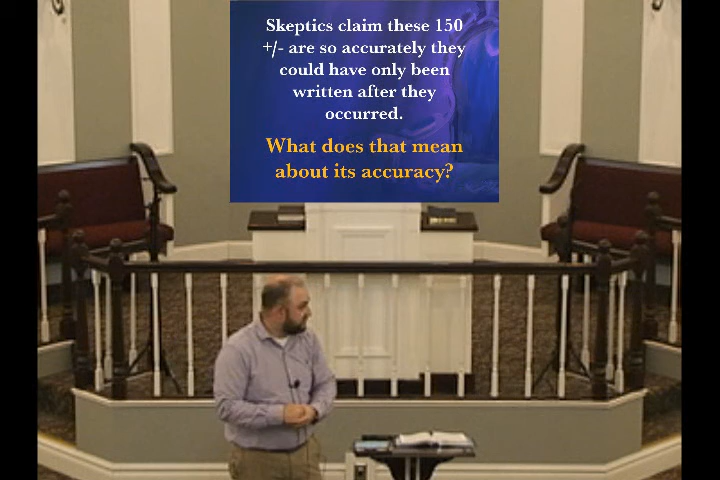 Skeptics claim these 150
+/- are so accurately they
could have only been
written after they
occurred.
What does that mean
about its accuracy?